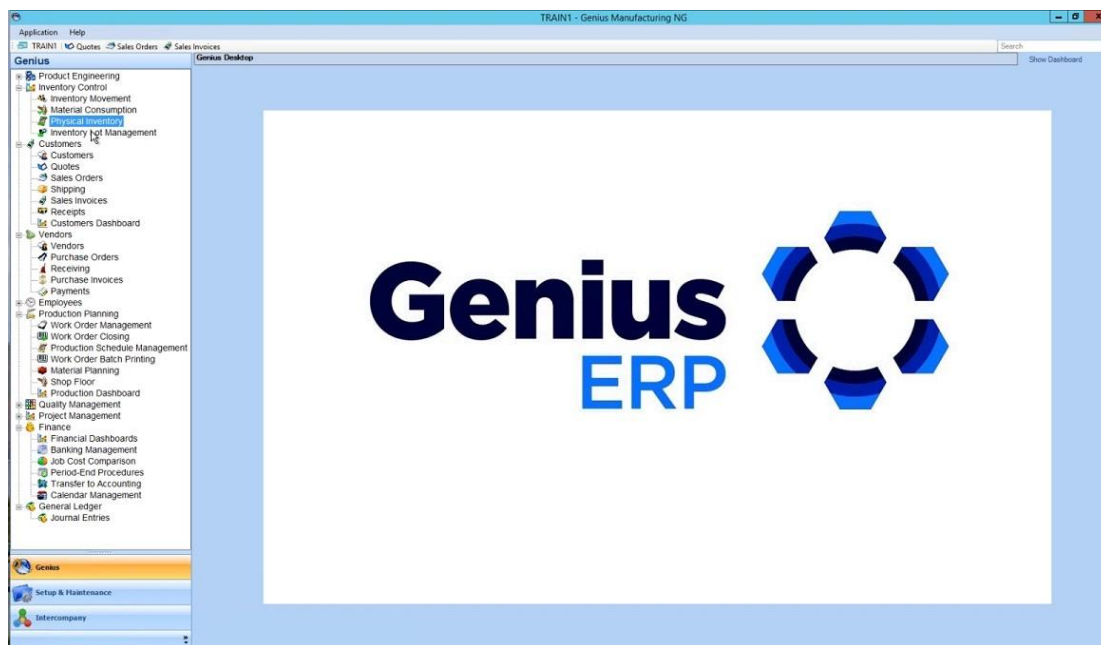 TRAIN1 - Genius Manufacturing NG
Application Help
TRAIN1 Quotes Sales Orders Sales Invoices Search
Genius Genius Desktop Show Dashboard
Product Engineering
Inventory Control
Inventory Movement
Material Consumption
Physical Inventory
Inventory Lot Management
Customers
Customers
Quotes
Sales Orders
Shipping
Sales Invoices
Receipts
Customers Dashboard
Vendors
Vendors
Purchase Orders
Receiving
Purchase Invoices
Payments
Employees
Production Planning
Work Order Management
Work Order Closing
Production Schedule Management
Work Order Batch Printing
Material Planning
Shop Floor
Production Dashboard
Quality Management
Project Management
Finance
Financial Dashboards
Banking Management
Job Cost Comparison
Period-End Procedures
Transfer to Accounting
Calendar Management
General Ledger
Journal Entries
Genius
Setup & Maintenance
Intercompany
Genius
ERP